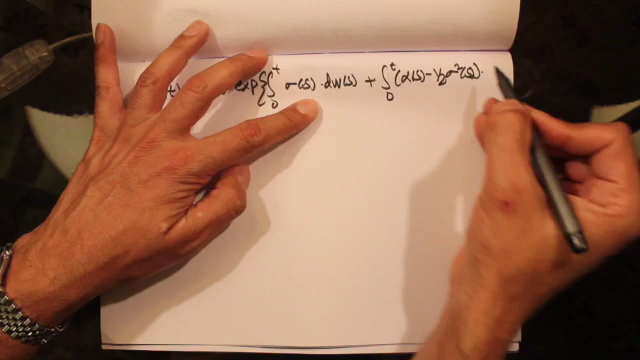 t) exp{∫₀ᵗ σ(s)·dW(s) + ∫₀ᵗ (α(s) - ½σ²(s))·